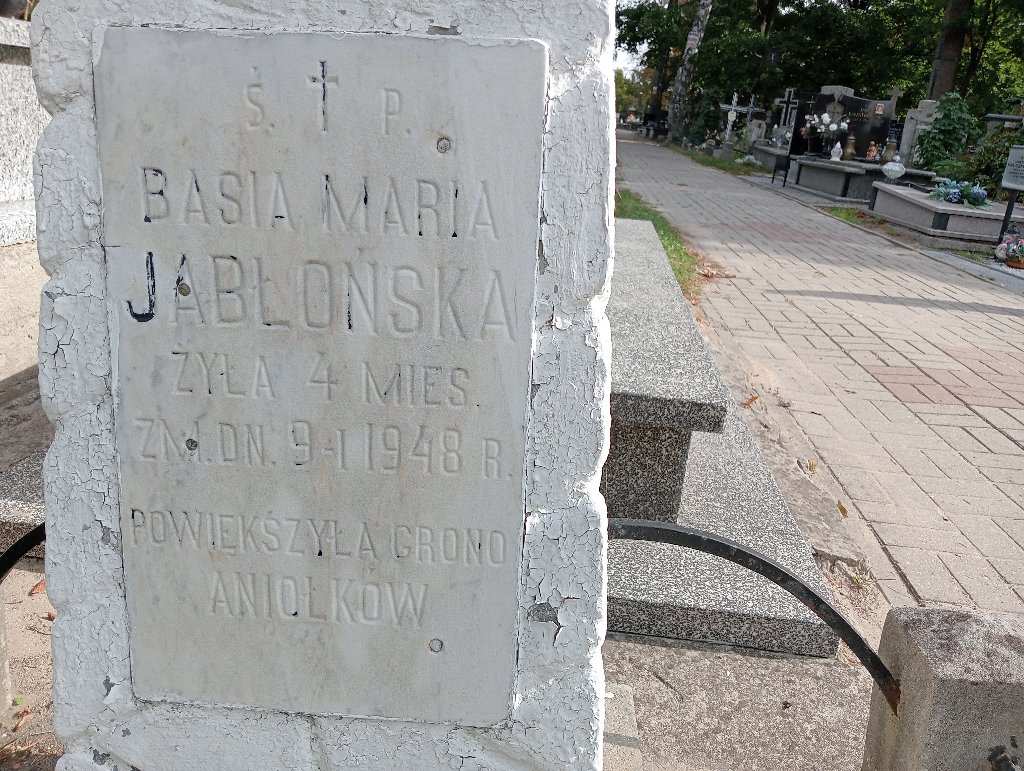 Ś. † P.
BASIA MARIA
JABŁOŃSKA
ŻYŁA 4 MIES
ZM. DN. 9-I 1948 R.
POWIĘKSZYŁA GRONO
ANIOŁKÓW